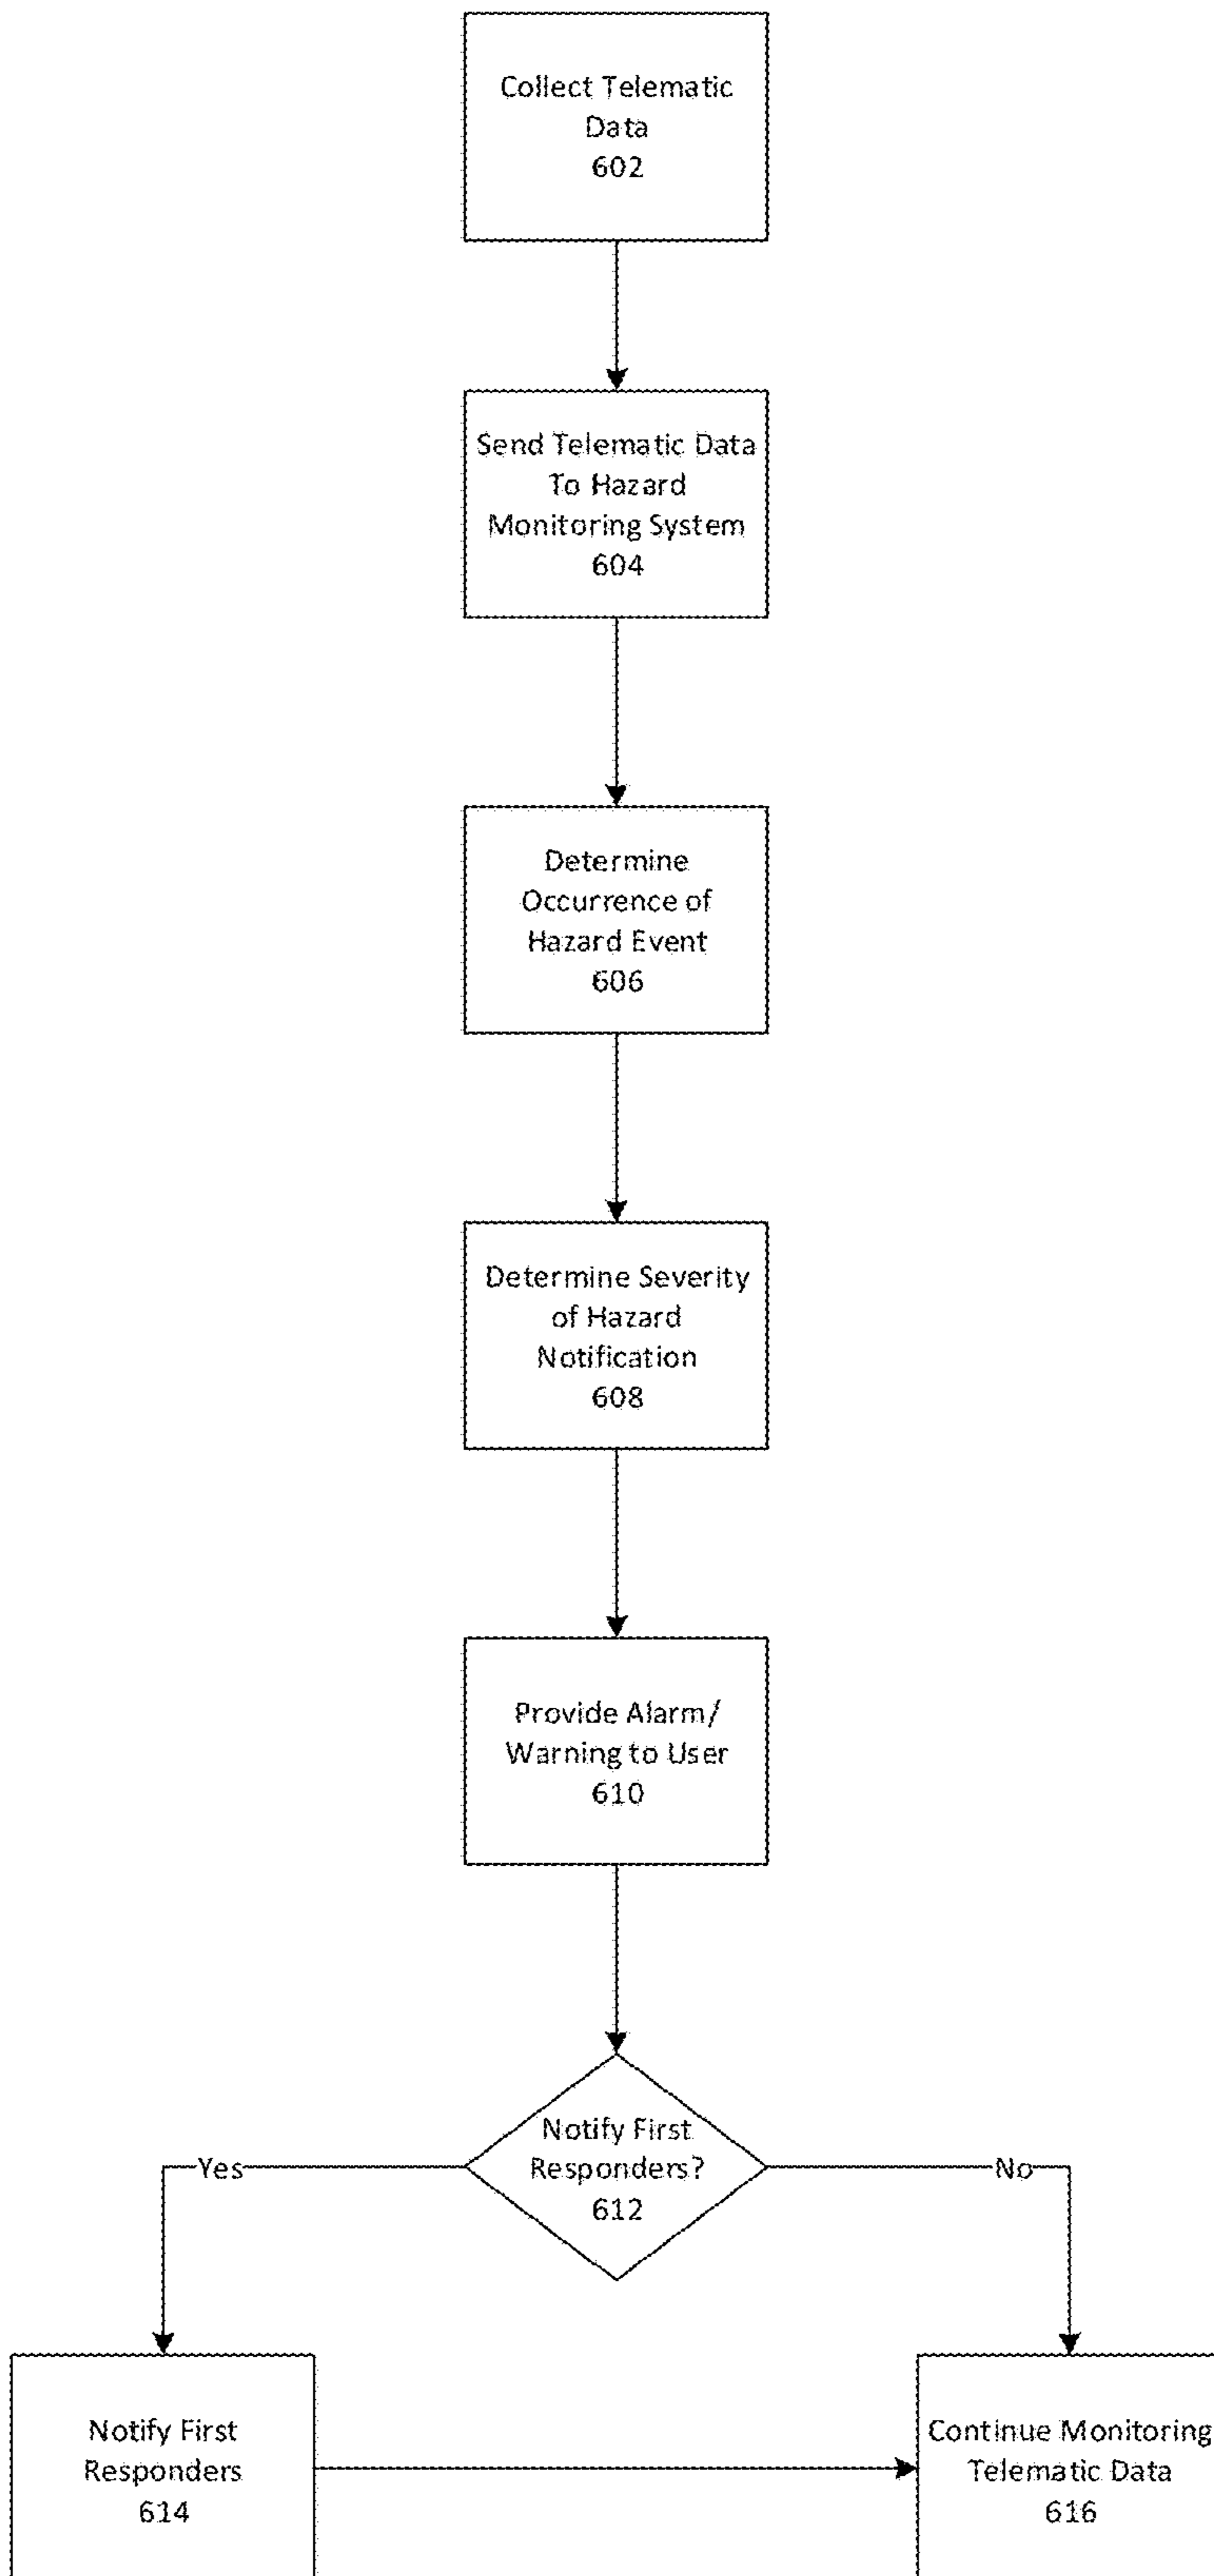 Collect Telematic
Data
602
Send Telematic Data
To Hazard
Monitoring System
604
Determine
Occurrence of
Hazard Event
606
Determine Severity
of Hazard
Notification
608
Provide Alarm/
Warning to User
610
Notify First
Responders?
612
Yes
No
Notify First
Responders
614
Continue Monitoring
Telematic Data
616